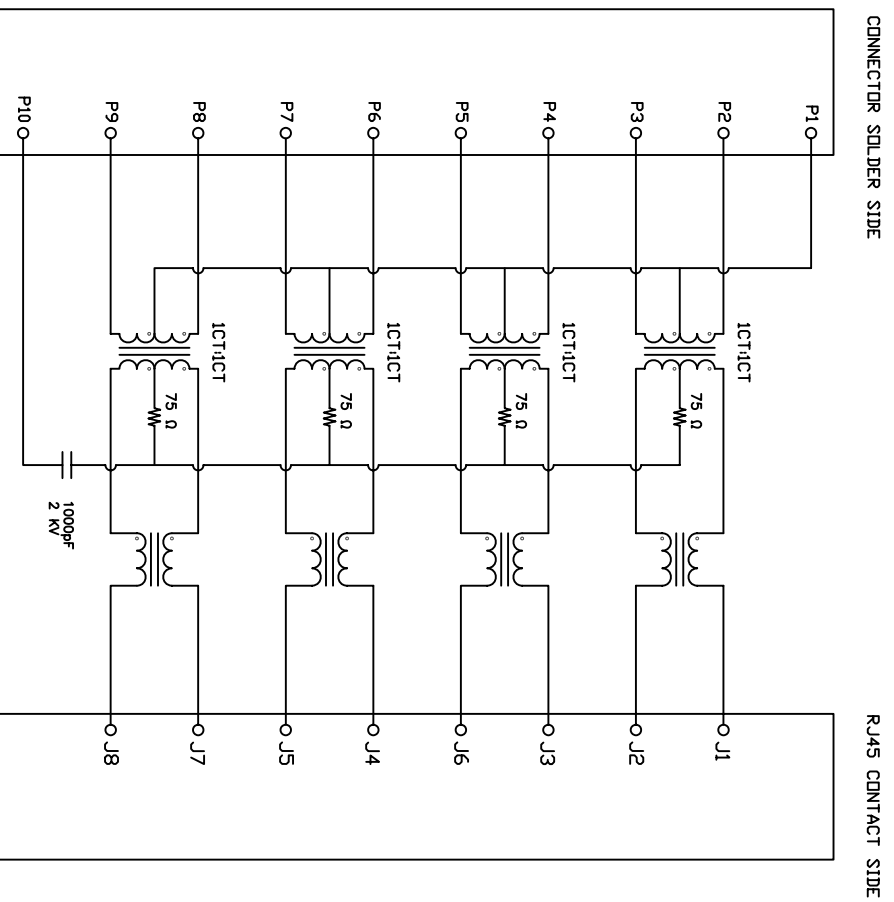 CONNECTOR SOLDER SIDE
RJ45 CONTACT SIDE
P1
P2
1CT:1CT
75 Ω
J1
P3
J2
P4
1CT:1CT
75 Ω
J3
P5
J6
P6
1CT:1CT
75 Ω
J4
P7
J5
P8
1CT:1CT
75 Ω
J7
P9
J8
P10
1000pF
2 KV